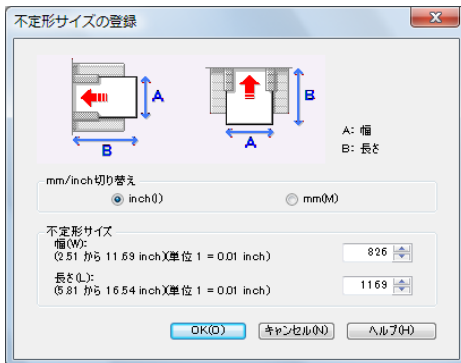 不定形サイズの登録
A
B
B
A
A: 幅
B: 長さ
mm/inch切り替え
inch(I)
mm(M)
不定形サイズ
幅(W):
(2.51 から 11.69 inch)(単位 1 = 0.01 inch)
826
長さ(L):
(5.81 から 16.54 inch)(単位 1 = 0.01 inch)
1169
OK(O)
キャンセル(N)
ヘルプ(H)